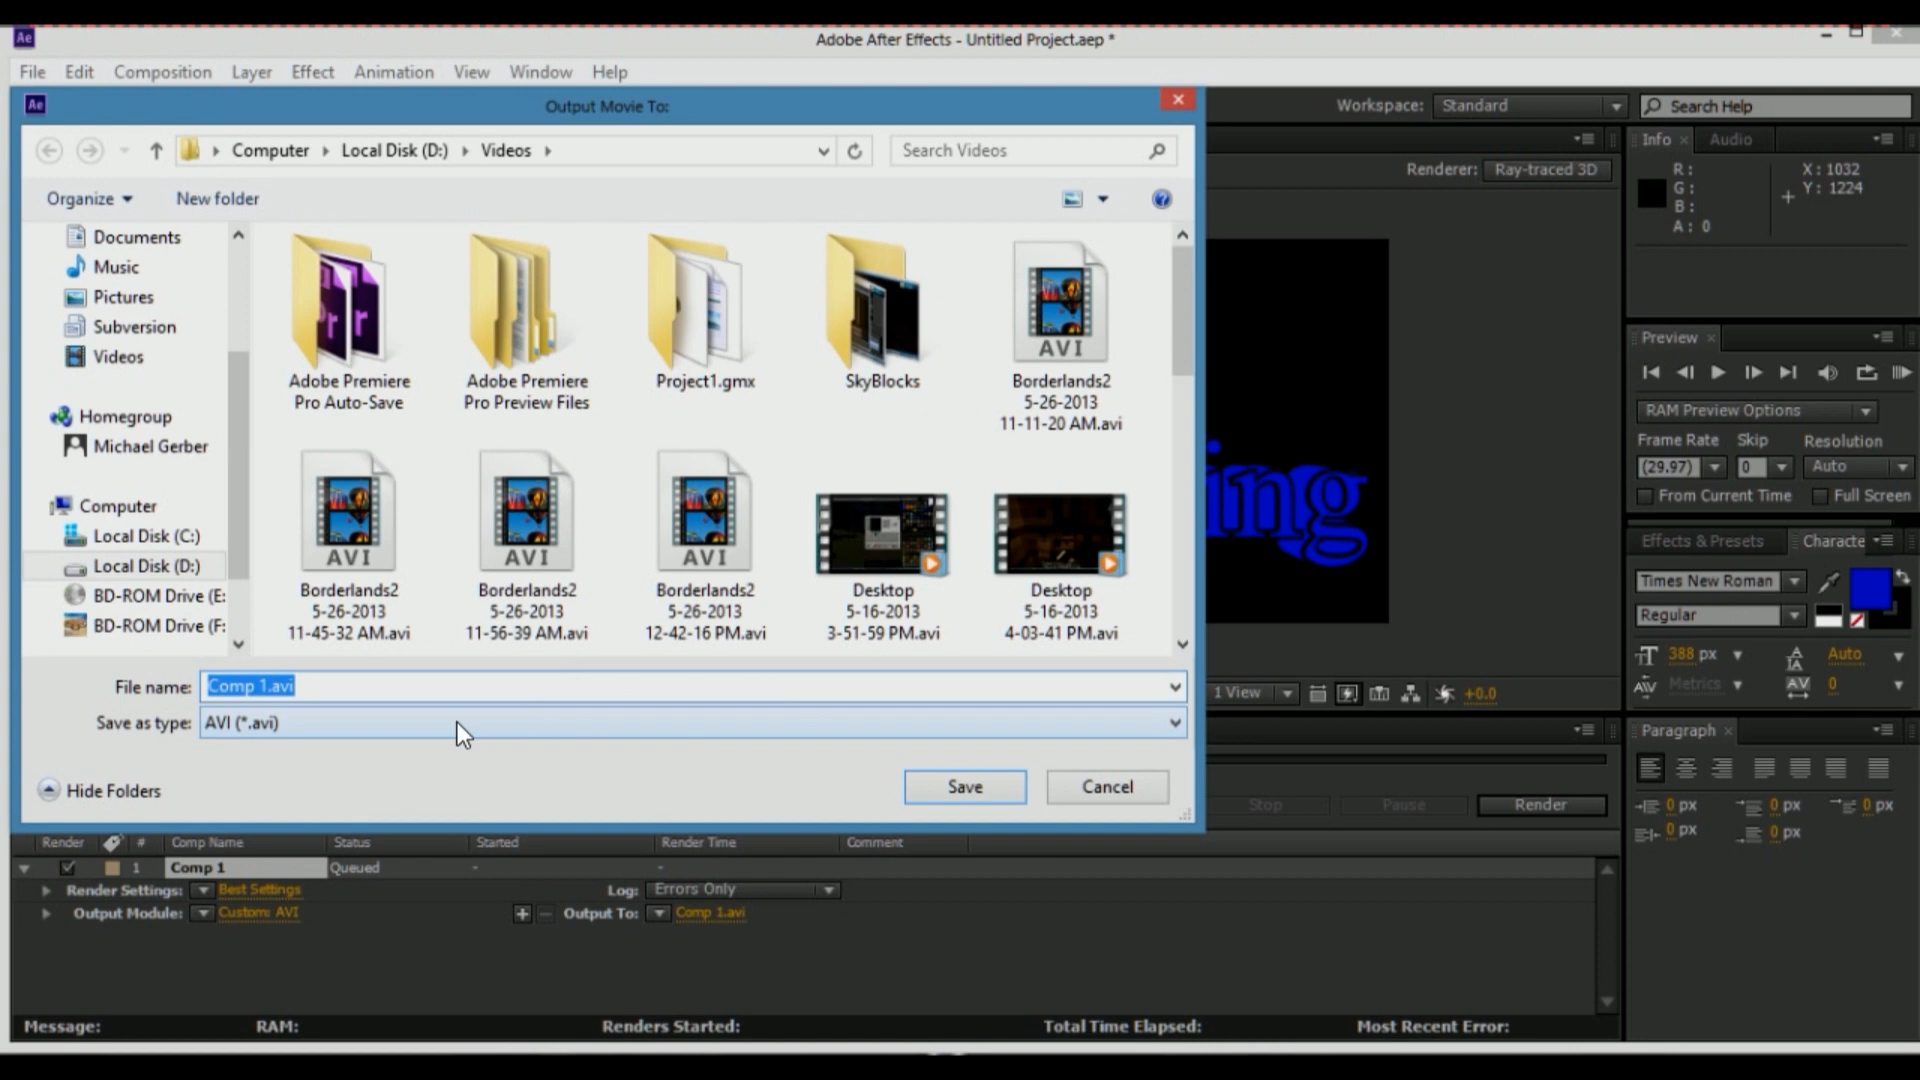 Ae
Adobe After Effects - Untitled Project.aep *
File Edit Composition Layer Effect Animation View Window Help
Ae
Output Movie To:
Workspace: Standard
Search Help
Computer Local Disk (D:) Videos
Search Videos
Renderer: Ray-traced 3D
Info Audio
R:
G:
B:
A: 0
X: 1032
Y: 1224
Organize New folder
Documents
Music
Pictures
Subversion
Videos
Homegroup
Michael Gerber
Computer
Local Disk (C:)
Local Disk (D:)
BD-ROM Drive (E:
BD-ROM Drive (F:
Adobe Premiere
Pro Auto-Save
Adobe Premiere
Pro Preview Files
Project1.gmx
SkyBlocks
AVI
Borderlands2
5-26-2013
11-11-20 AM.avi
AVI
Borderlands2
5-26-2013
11-45-32 AM.avi
AVI
Borderlands2
5-26-2013
11-56-39 AM.avi
AVI
Borderlands2
5-26-2013
12-42-16 PM.avi
Desktop
5-16-2013
3-51-59 PM.avi
Desktop
5-16-2013
4-03-41 PM.avi
File name: Comp 1.avi
Save as type: AVI (*.avi)
Hide Folders
Save Cancel
ing
Preview
RAM Preview Options
Frame Rate Skip Resolution
(29.97) 0 Auto
From Current Time Full Screen
Effects & Presets Characte
Times New Roman
Regular
388 px Auto
Metrics 0
1 View +0.0
Paragraph
0 px 0 px 0 px
0 px 0 px
Stop Pause Render
Render # Comp Name Status Started Render Time Comment
1 Comp 1 Queued - -
Render Settings: Best Settings Log: Errors Only
Output Module: Custom: AVI Output To: Comp 1.avi
Message: RAM: Renders Started: Total Time Elapsed: Most Recent Error: